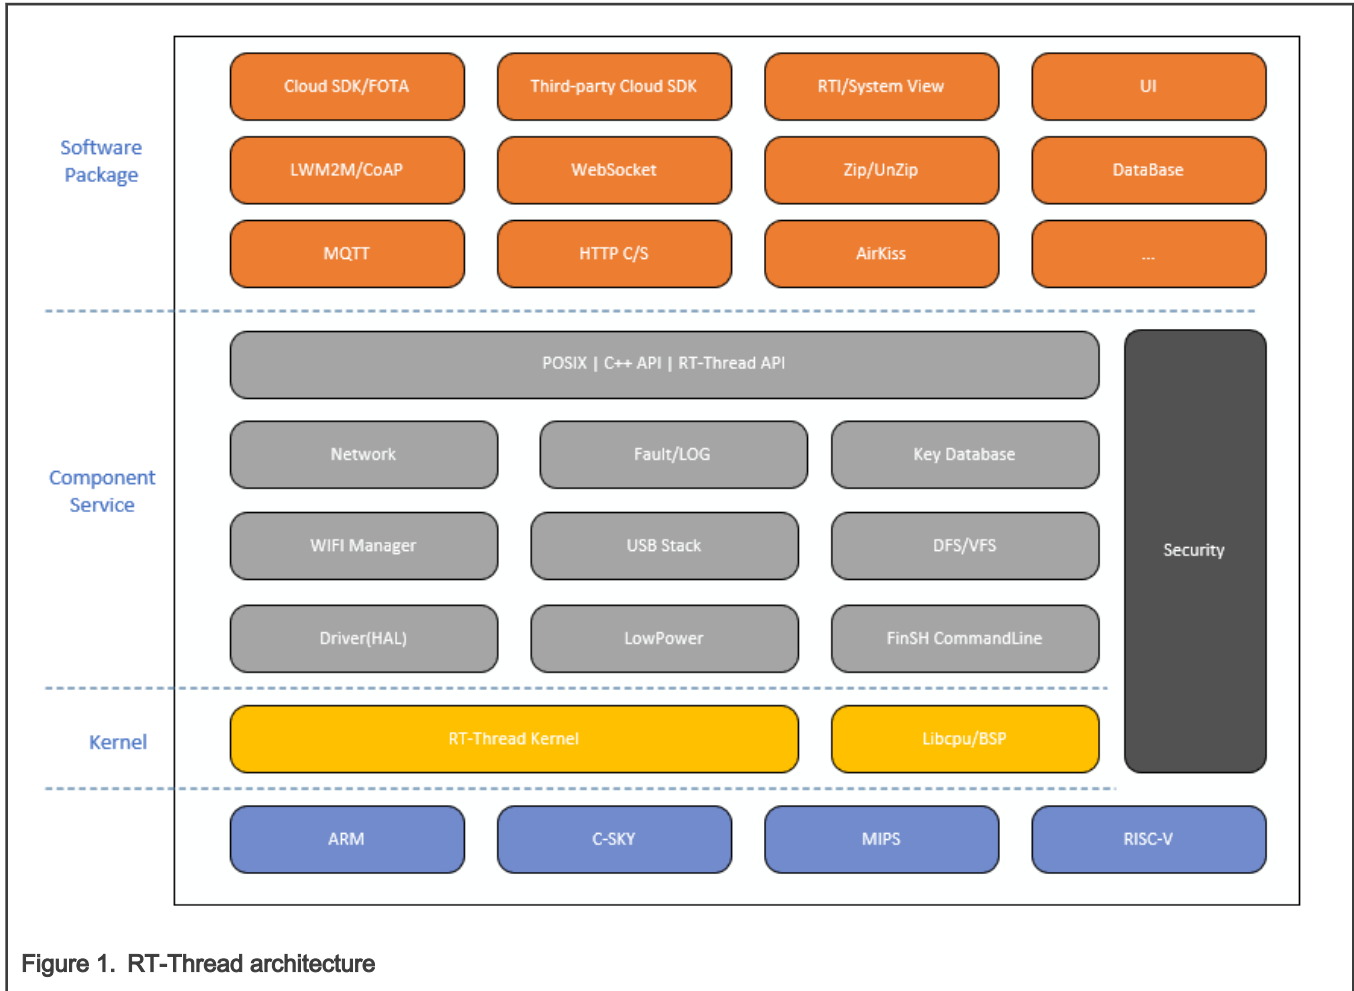 Cloud SDK/FOTA
Third-party Cloud SDK
RTI/System View
UI
Software
Package
LWM2M/CoAP
WebSocket
Zip/UnZip
DataBase
MQTT
HTTP C/S
AirKiss
...
POSIX | C++ API | RT-Thread API
Network
Fault/LOG
Key Database
Component
Service
WIFI Manager
USB Stack
DFS/VFS
Security
Driver(HAL)
LowPower
FinSH CommandLine
Kernel
RT-Thread Kernel
Libcpu/BSP
ARM
C-SKY
MIPS
RISC-V
Figure 1. RT-Thread architecture